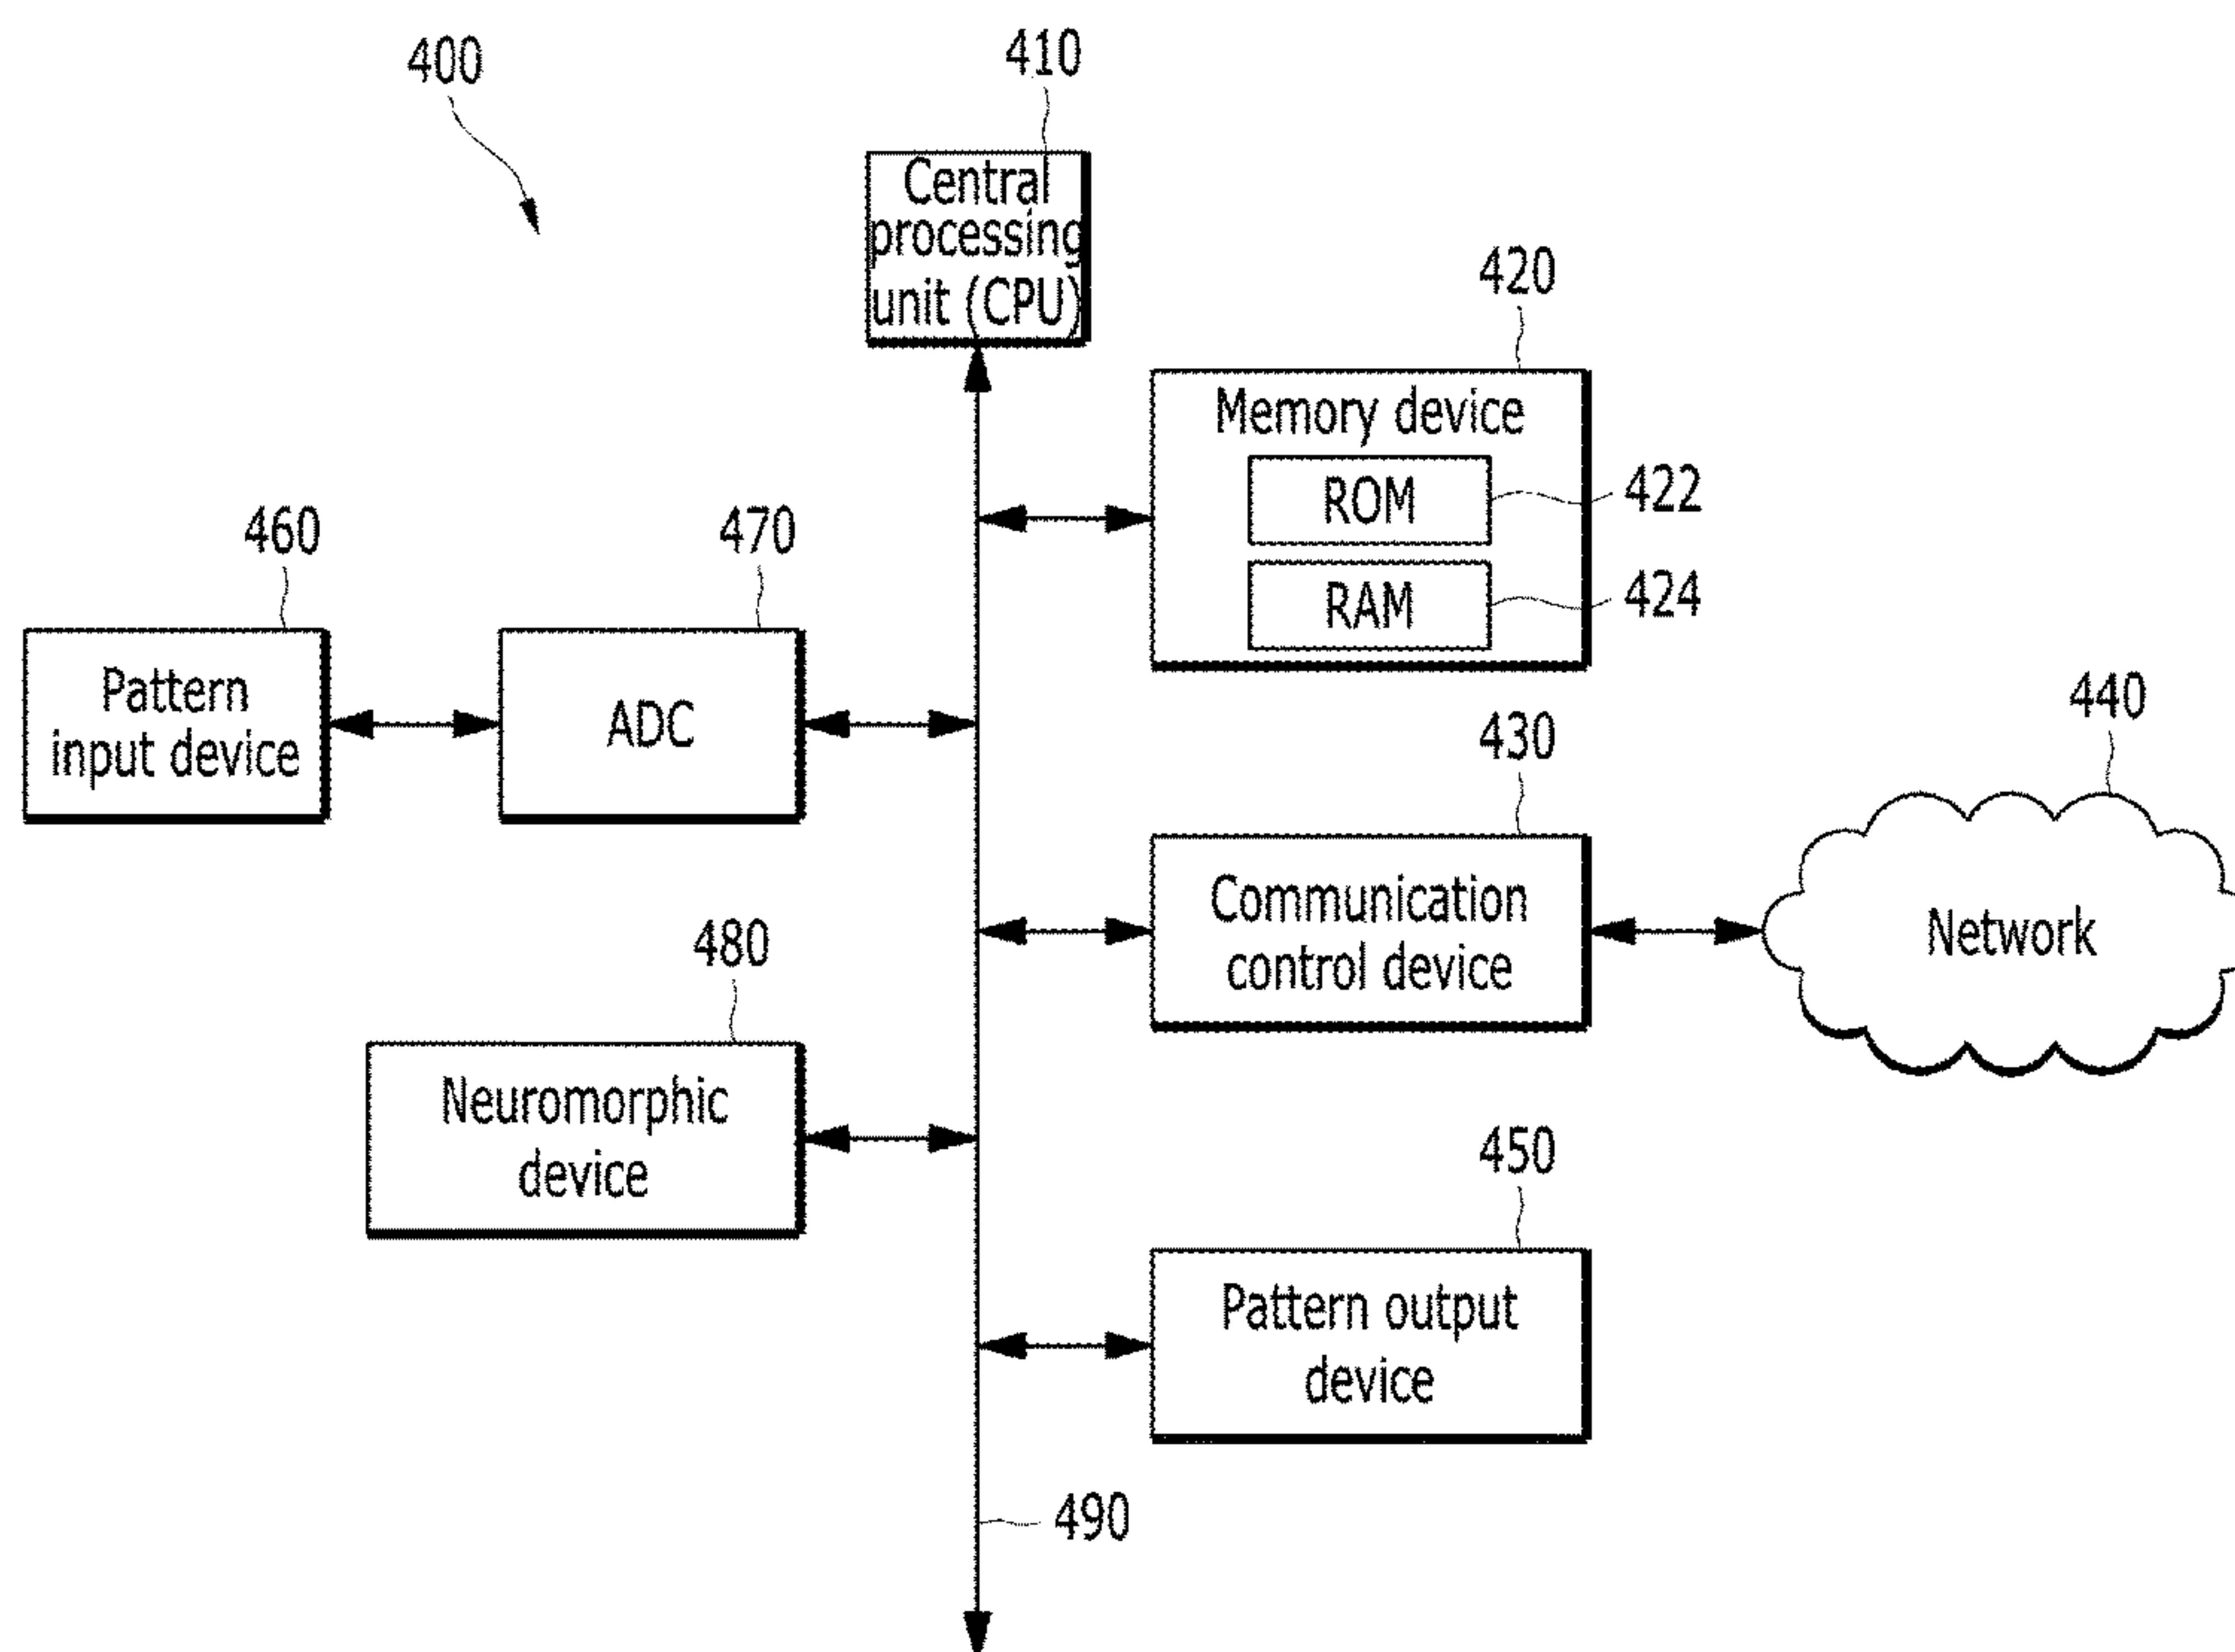 400
410
Central
processing
unit (CPU)
420
Memory device
ROM
422
RAM
424
460
Pattern
input device
470
ADC
430
Communication
control device
440
Network
480
Neuromorphic
device
450
Pattern output
device
490